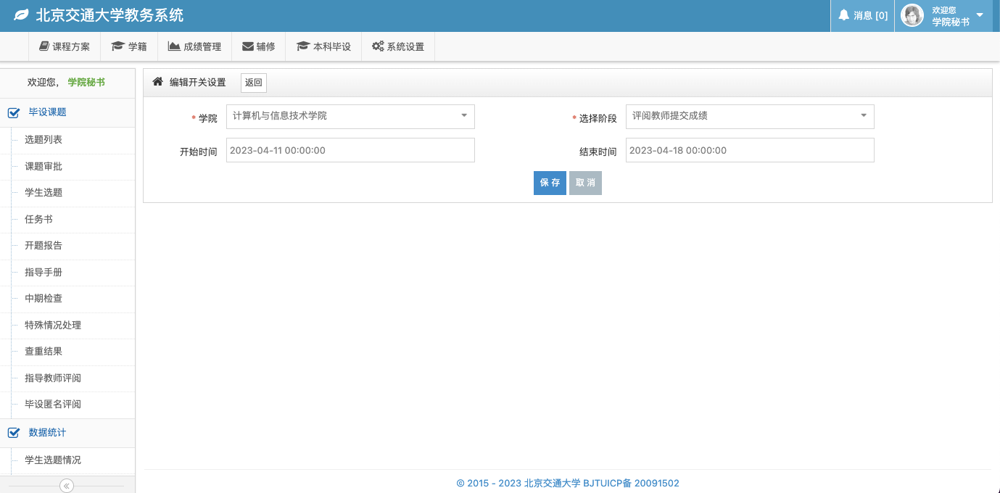 北京交通大学教务系统
消息 [0]
欢迎您
学院秘书
课程方案 学籍 成绩管理 辅修 本科毕设 系统设置
欢迎您， 学院秘书
毕设课题
选题列表
课题审批
学生选题
任务书
开题报告
指导手册
中期检查
特殊情况处理
查重结果
指导教师评阅
毕设匿名评阅
数据统计
学生选题情况
编辑开关设置 返回
* 学院 计算机与信息技术学院 * 选择阶段 评阅教师提交成绩
开始时间 2023-04-11 00:00:00 结束时间 2023-04-18 00:00:00
保存 取消
© 2015 - 2023 北京交通大学 BJTUICP备 20091502